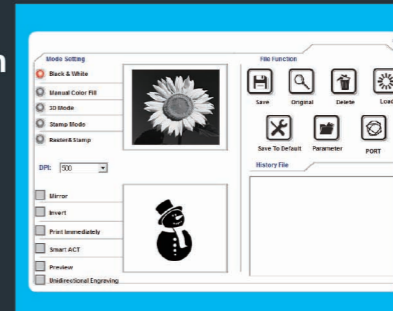 n
Mode Setting
Black & White
Manual Color Fill
3D Mode
Stamp Mode
Raster&Stamp
DPI: 500
Mirror
Invert
Print Immediately
Smart ACT
Preview
Unidirectional Engraving
File Function
Save Original Delete Load
Save To Default Parameter PORT
History File